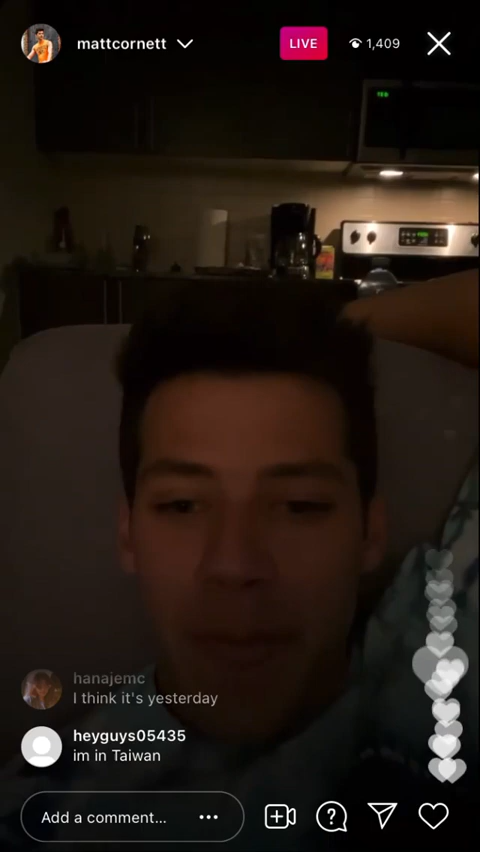 mattcornett
LIVE
1,409
hanajemc
I think it's yesterday
heyguys05435
im in Taiwan
Add a comment...